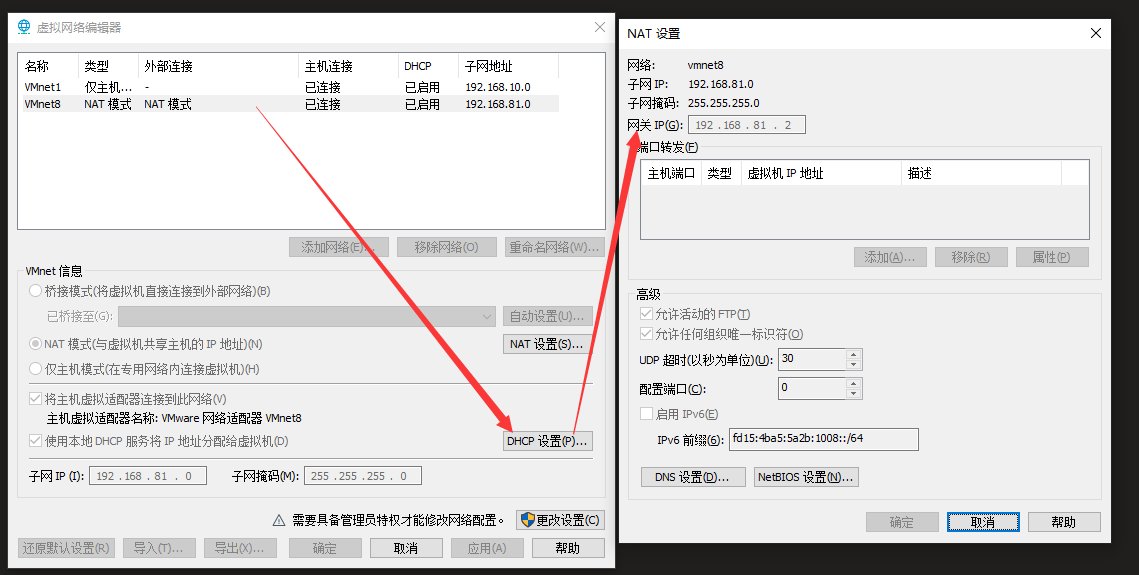 虚拟网络编辑器
名称 类型 外部连接 主机连接 DHCP 子网地址
VMnet1 仅主机... - 已连接 已启用 192.168.10.0
VMnet8 NAT 模式 NAT 模式 已连接 已启用 192.168.81.0
添加网络(E)... 移除网络(O) 重命名网络(W)...
VMnet 信息
桥接模式(将虚拟机直接连接到外部网络)(B)
已桥接至(G): 自动设置(U)...
NAT 模式(与虚拟机共享主机的 IP 地址)(N) NAT 设置(S)...
仅主机模式(在专用网络内连接虚拟机)(H)
将主机虚拟适配器连接到此网络(V)
主机虚拟适配器名称: VMware 网络适配器 VMnet8
使用本地 DHCP 服务将 IP 地址分配给虚拟机(D) DHCP 设置(P)...
子网 IP (I): 192 . 168 . 81 . 0 子网掩码(M): 255 . 255 . 255 . 0
需要具备管理员特权才能修改网络配置。 更改设置(C)
还原默认设置(R) 导入(T)... 导出(X)... 确定 取消 应用(A) 帮助
NAT 设置
网络: vmnet8
子网 IP: 192.168.81.0
子网掩码: 255.255.255.0
网关 IP(G): 192 . 168 . 81 . 2
端口转发(F)
主机端口 类型 虚拟机 IP 地址 描述
添加(A)... 移除(R) 属性(P)
高级
允许活动的 FTP(T)
允许任何组织唯一标识符(O)
UDP 超时(以秒为单位)(U): 30
配置端口(C): 0
启用 IPv6(E)
IPv6 前缀(6): fd15:4ba5:5a2b:1008::/64
DNS 设置(D)... NetBIOS 设置(N)...
确定 取消 帮助